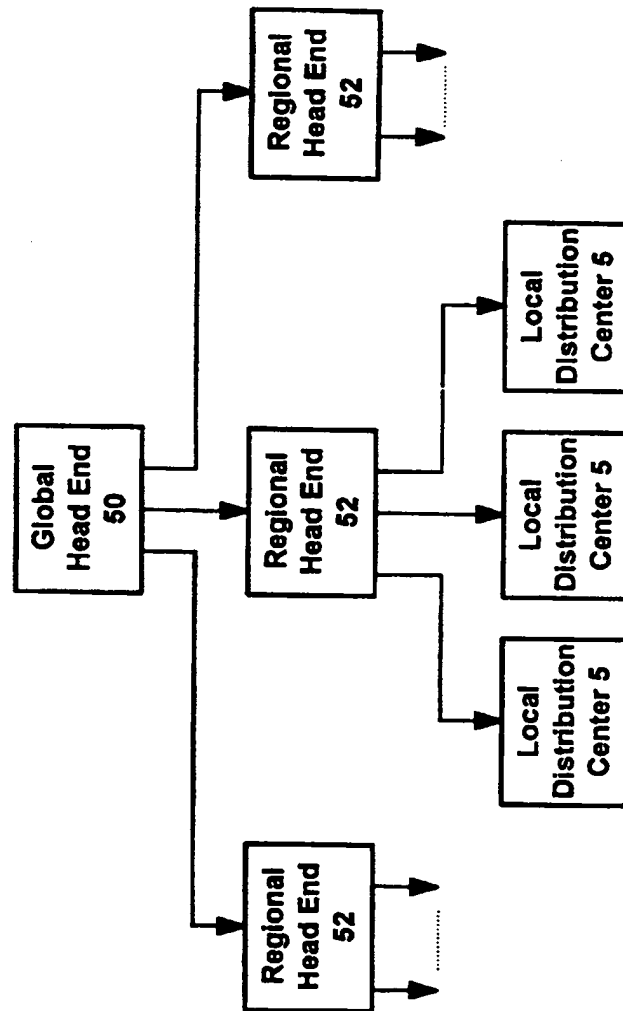 Global
Head End
50
Regional
Head End
52
Regional
Head End
52
Regional
Head End
52
Local
Distribution
Center 5
Local
Distribution
Center 5
Local
Distribution
Center 5